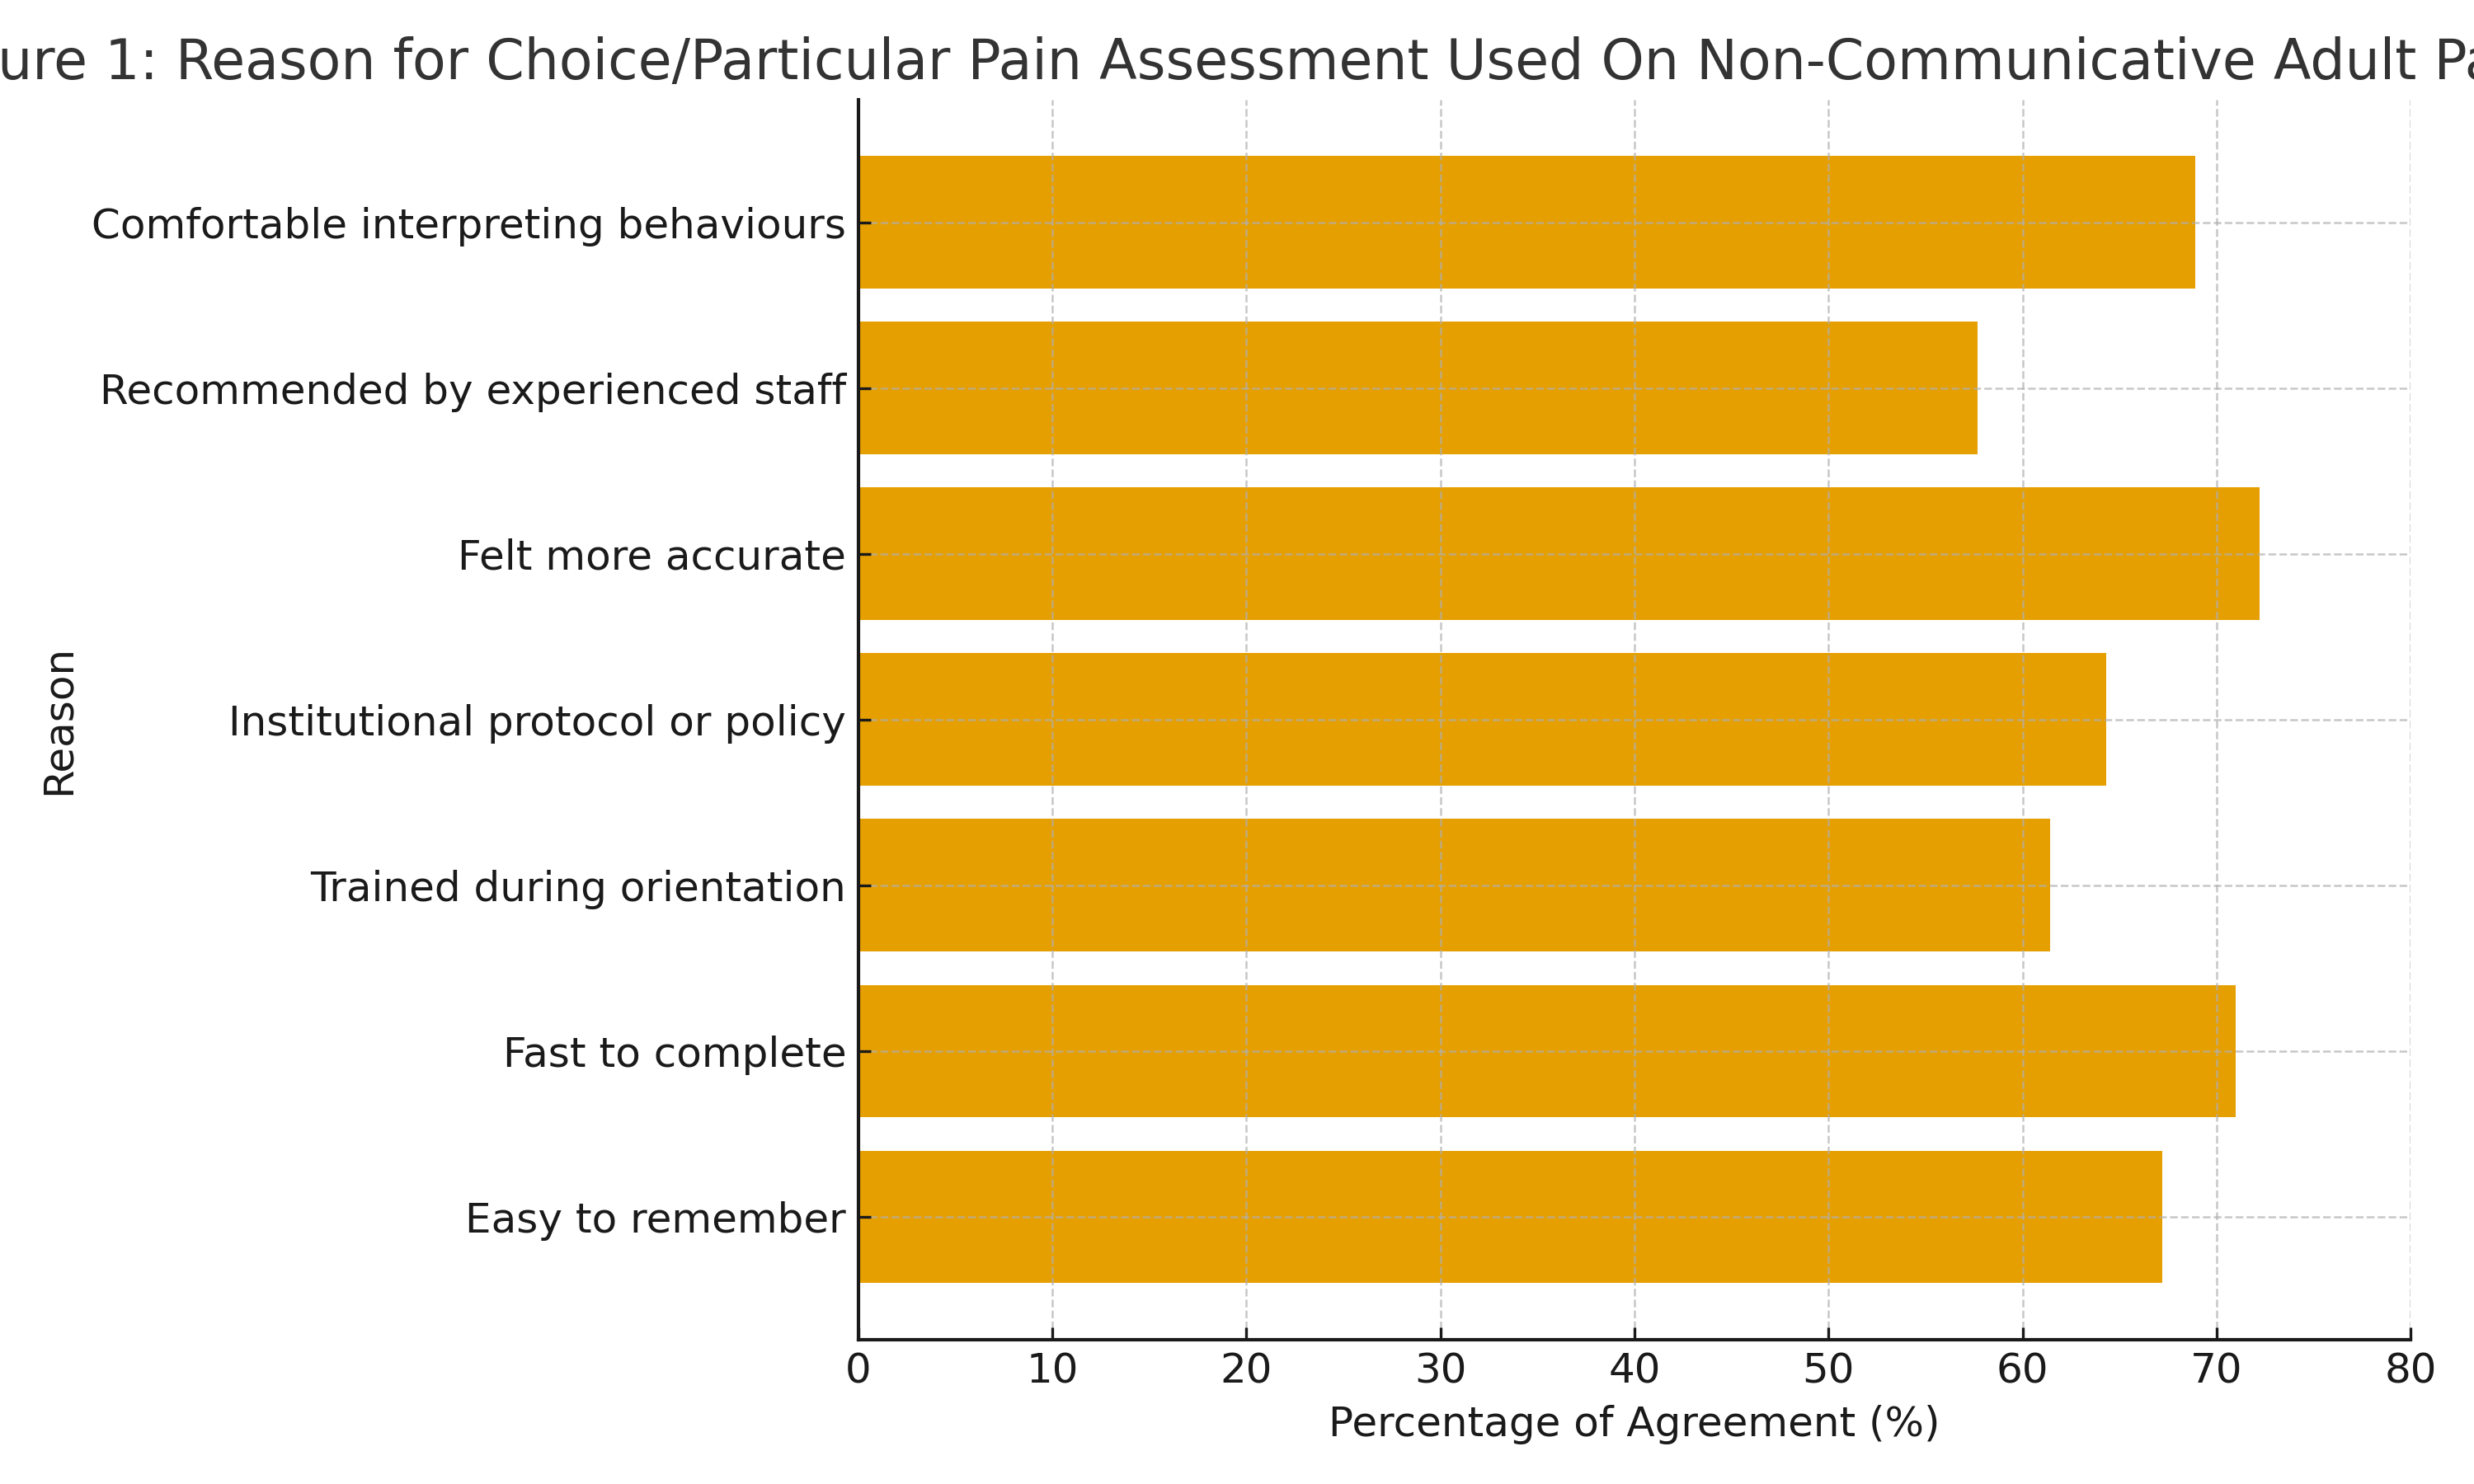 ure 1: Reason for Choice/Particular Pain Assessment Used On Non-Communicative Adult Pa
Comfortable interpreting behaviours
Recommended by experienced staff
Felt more accurate
Institutional protocol or policy
Trained during orientation
Fast to complete
Easy to remember
Reason
0 10 20 30 40 50 60 70 80
Percentage of Agreement (%)